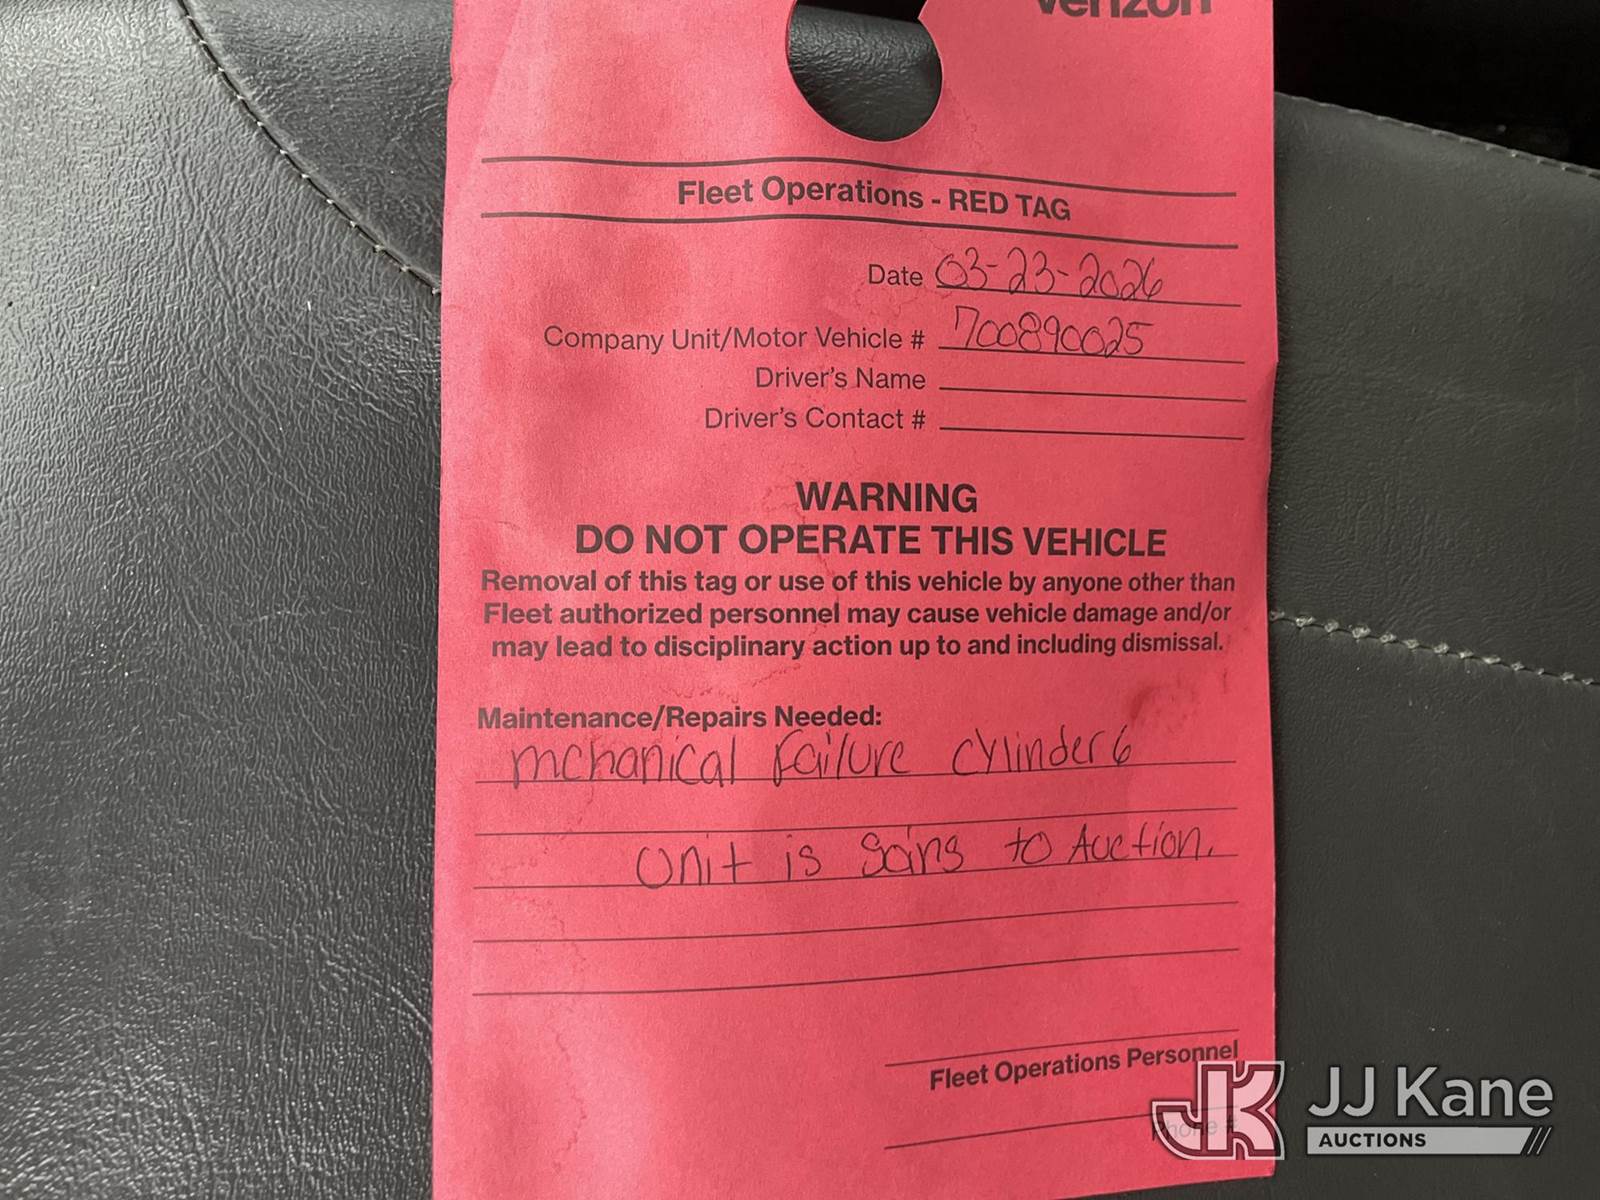 verizon
Fleet Operations - RED TAG
Date 03-23-2026
Company Unit/Motor Vehicle # 700890025
Driver's Name
Driver's Contact #
WARNING
DO NOT OPERATE THIS VEHICLE
Removal of this tag or use of this vehicle by anyone other than
Fleet authorized personnel may cause vehicle damage and/or
may lead to disciplinary action up to and including dismissal.
Maintenance/Repairs Needed:
mchanical failure cylinder 6
unit is going to Auction.
Fleet Operations Personnel
Phone #
JK JJ Kane
AUCTIONS